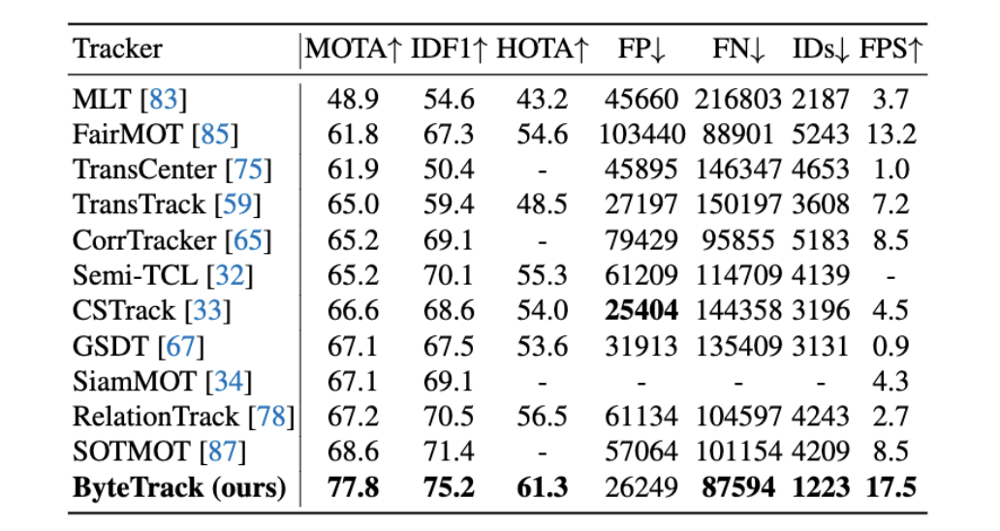 Tracker MOTA↑ IDF1↑ HOTA↑ FP↓ FN↓ IDs↓ FPS↑
MLT [83] 48.9 54.6 43.2 45660 216803 2187 3.7
FairMOT [85] 61.8 67.3 54.6 103440 88901 5243 13.2
TransCenter [75] 61.9 50.4 - 45895 146347 4653 1.0
TransTrack [59] 65.0 59.4 48.5 27197 150197 3608 7.2
CorrTracker [65] 65.2 69.1 - 79429 95855 5183 8.5
Semi-TCL [32] 65.2 70.1 55.3 61209 114709 4139 -
CSTrack [33] 66.6 68.6 54.0 25404 144358 3196 4.5
GSDT [67] 67.1 67.5 53.6 31913 135409 3131 0.9
SiamMOT [34] 67.1 69.1 - - - - 4.3
RelationTrack [78] 67.2 70.5 56.5 61134 104597 4243 2.7
SOTMOT [87] 68.6 71.4 - 57064 101154 4209 8.5
ByteTrack (ours) 77.8 75.2 61.3 26249 87594 1223 17.5